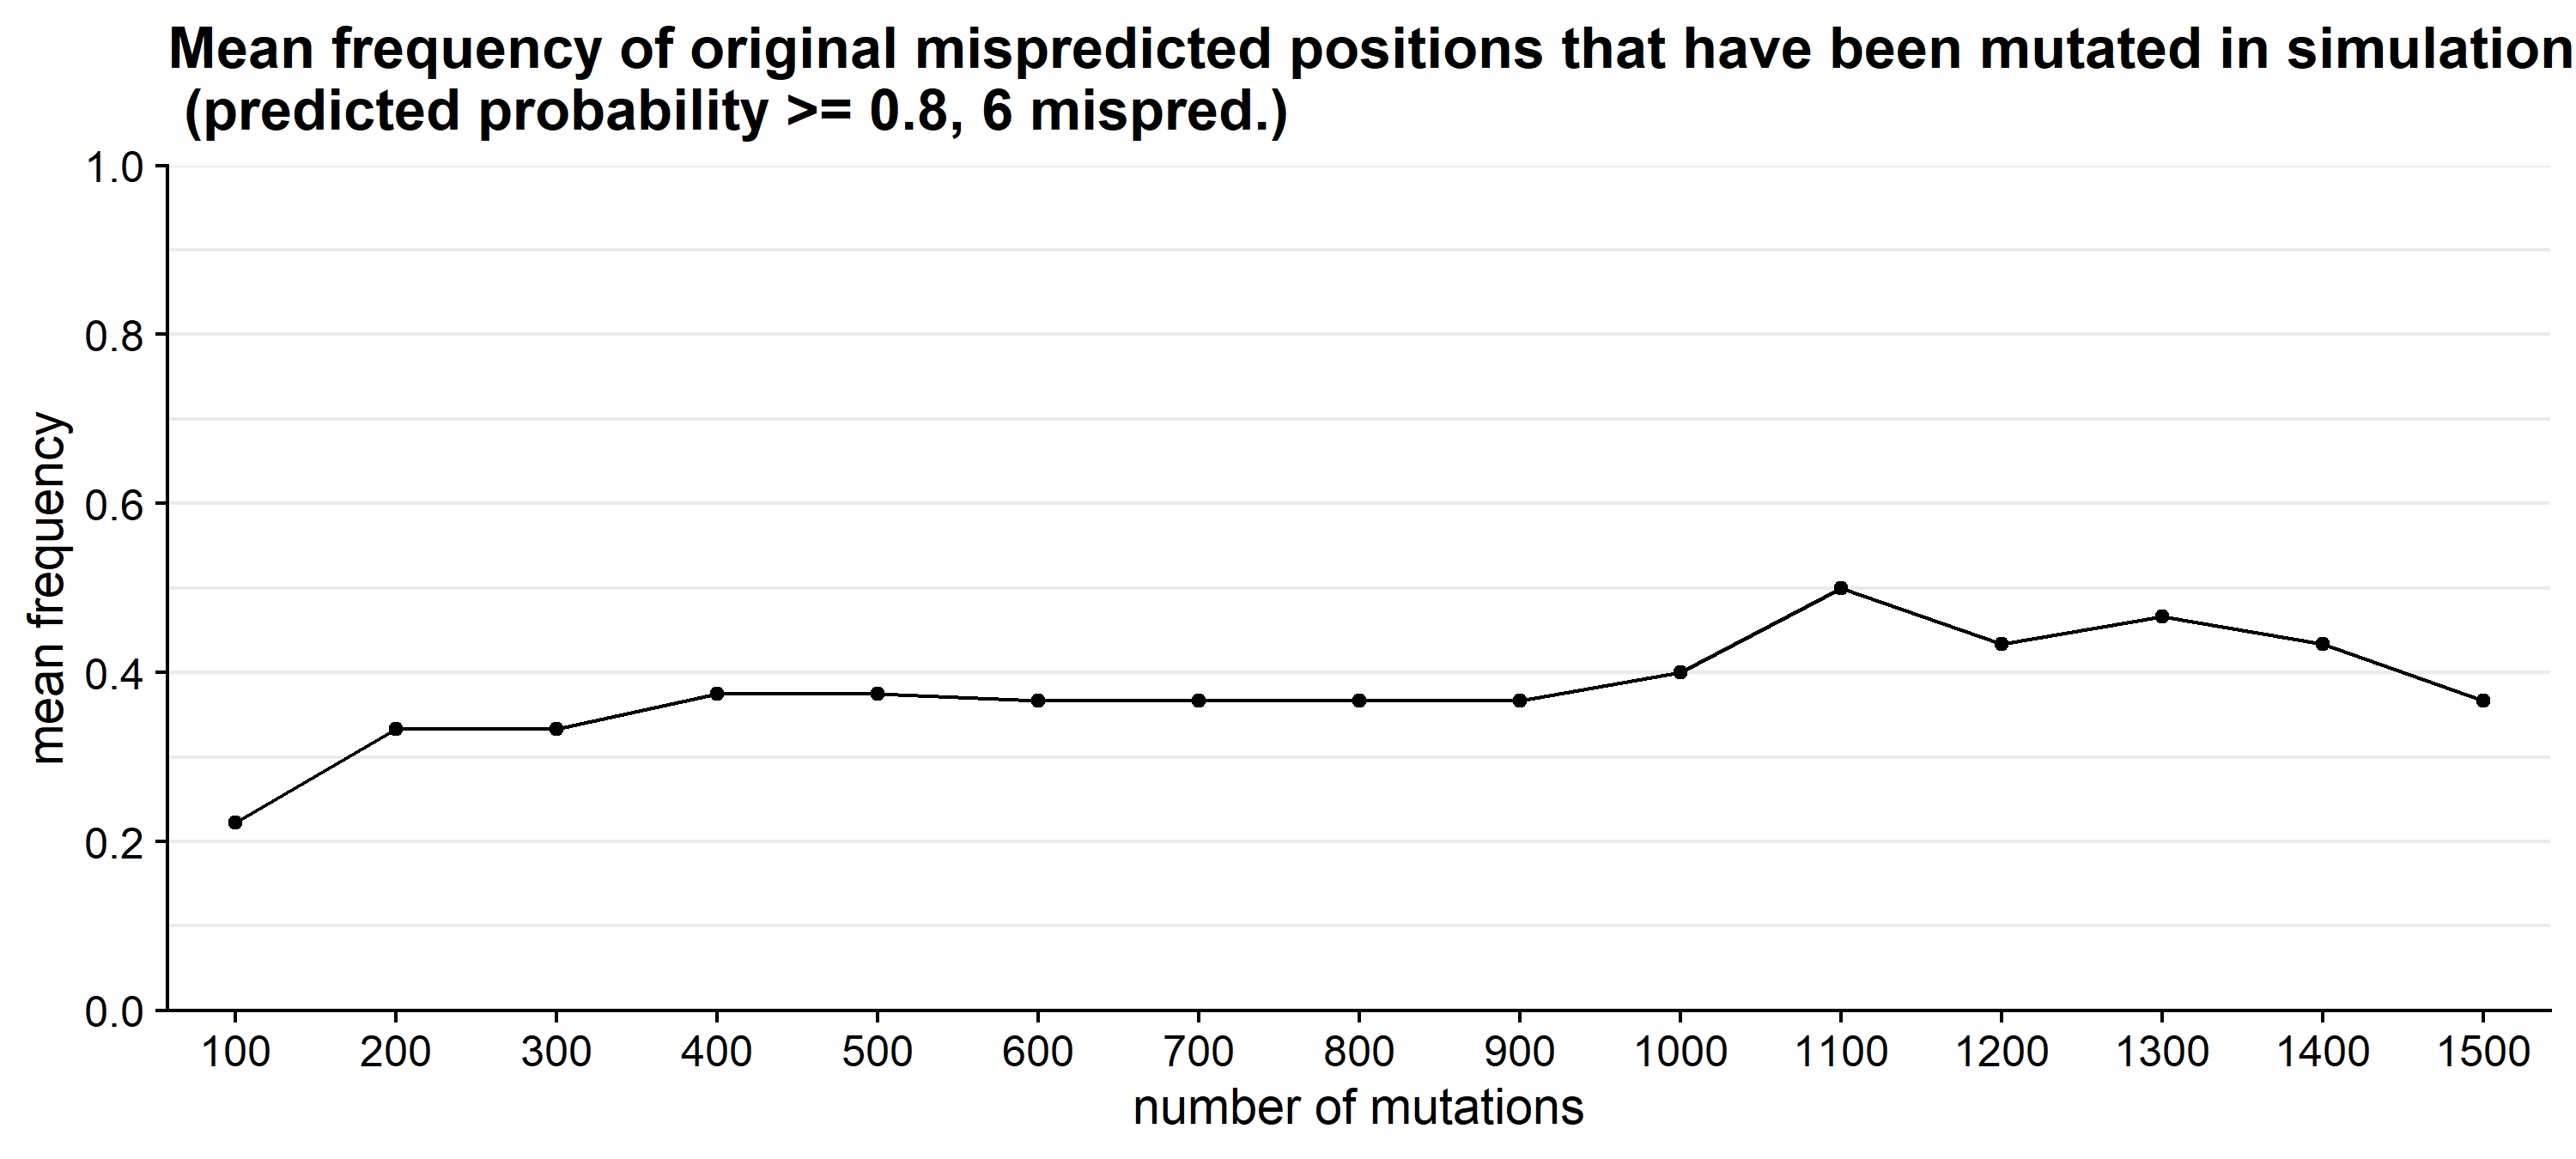 Mean frequency of original mispredicted positions that have been mutated in simulation
(predicted probability >= 0.8, 6 mispred.)
1.0
0.8
0.6
0.4
0.2
0.0
mean frequency
100 200 300 400 500 600 700 800 900 1000 1100 1200 1300 1400 1500
number of mutations